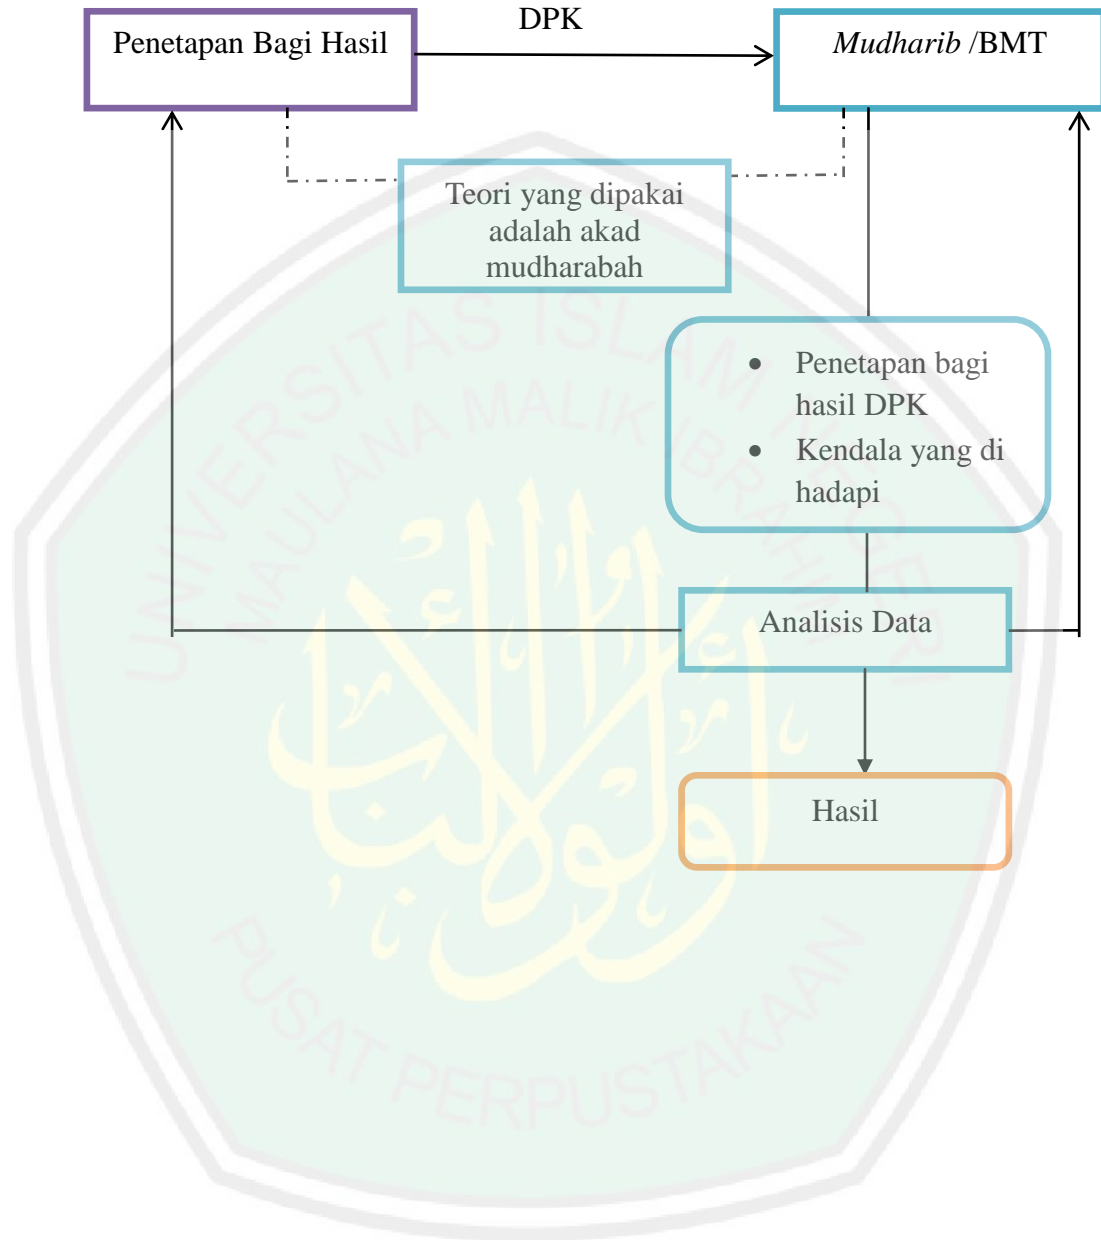 DPK
Penetapan Bagi Hasil
Mudharib /BMT
Teori yang dipakai
adalah akad
mudharabah
• Penetapan bagi
hasil DPK
• Kendala yang di
hadapi
Analisis Data
Hasil
UNIVERSITAS ISLAM NEGERI
MAULANA MALIK IBRAHIM
PUSAT PERPUSTAKAAN